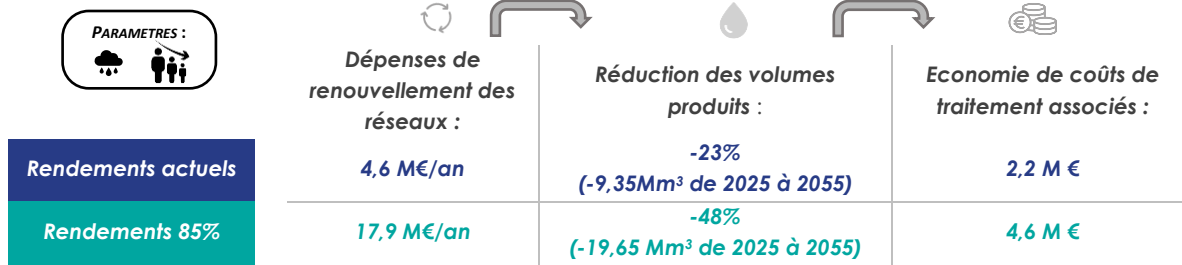 PARAMETRES :
Dépenses de
renouvellement des
réseaux :
Réduction des volumes
produits :
Economie de coûts de
traitement associés :
Rendements actuels
4,6 M€/an
-23%
(-9,35Mm³ de 2025 à 2055)
2,2 M €
Rendements 85%
17,9 M€/an
-48%
(-19,65 Mm³ de 2025 à 2055)
4,6 M €